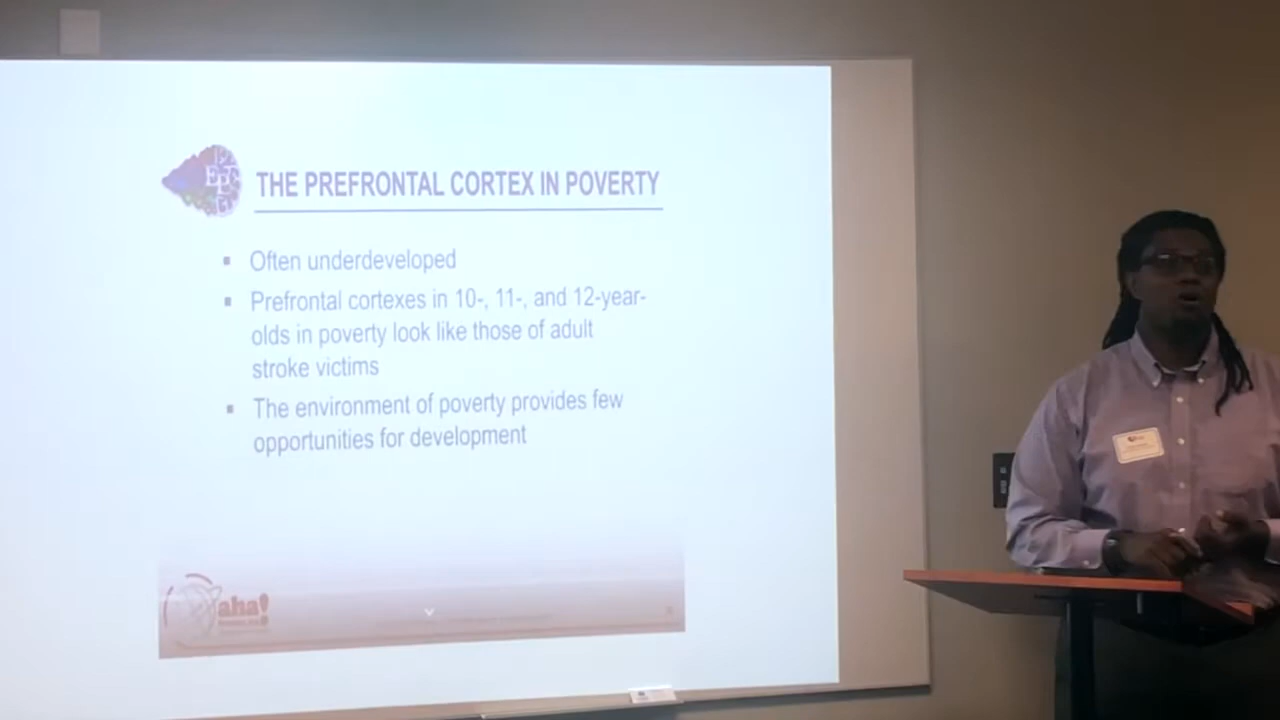 THE PREFRONTAL CORTEX IN POVERTY
▪ Often underdeveloped
▪ Prefrontal cortexes in 10-, 11-, and 12-year-
olds in poverty look like those of adult
stroke victims
▪ The environment of poverty provides few
opportunities for development
aha!